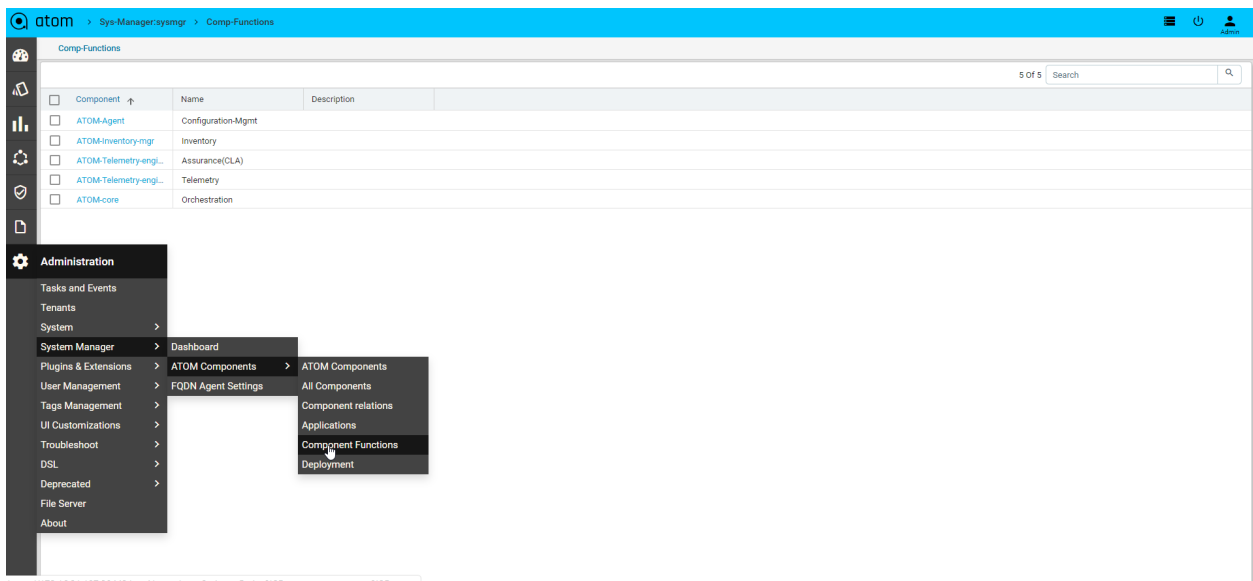 atom > Sys-Manager:sysmgr > Comp-Functions
Admin
Comp-Functions
5 Of 5 Search
Component Name Description
ATOM-Agent Configuration-Mgmt
ATOM-Inventory-mgr Inventory
ATOM-Telemetry-engi... Assurance(CLA)
ATOM-Telemetry-engi... Telemetry
ATOM-core Orchestration
Administration
Tasks and Events
Tenants
System
System Manager
Plugins & Extensions
User Management
Tags Management
UI Customizations
Troubleshoot
DSL
Deprecated
File Server
About
Dashboard
ATOM Components
FQDN Agent Settings
ATOM Components
All Components
Component relations
Applications
Component Functions
Deployment